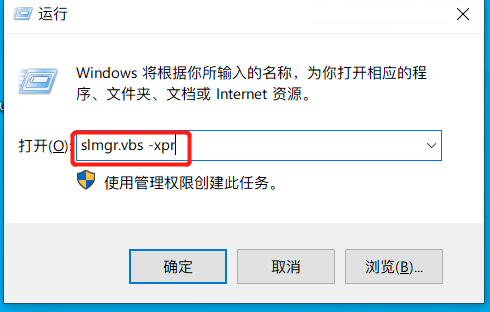 运行
Windows 将根据你所输入的名称，为你打开相应的程
序、文件夹、文档或 Internet 资源。
打开(O): slmgr.vbs -xpr
使用管理权限创建此任务。
确定 取消 浏览(B)...